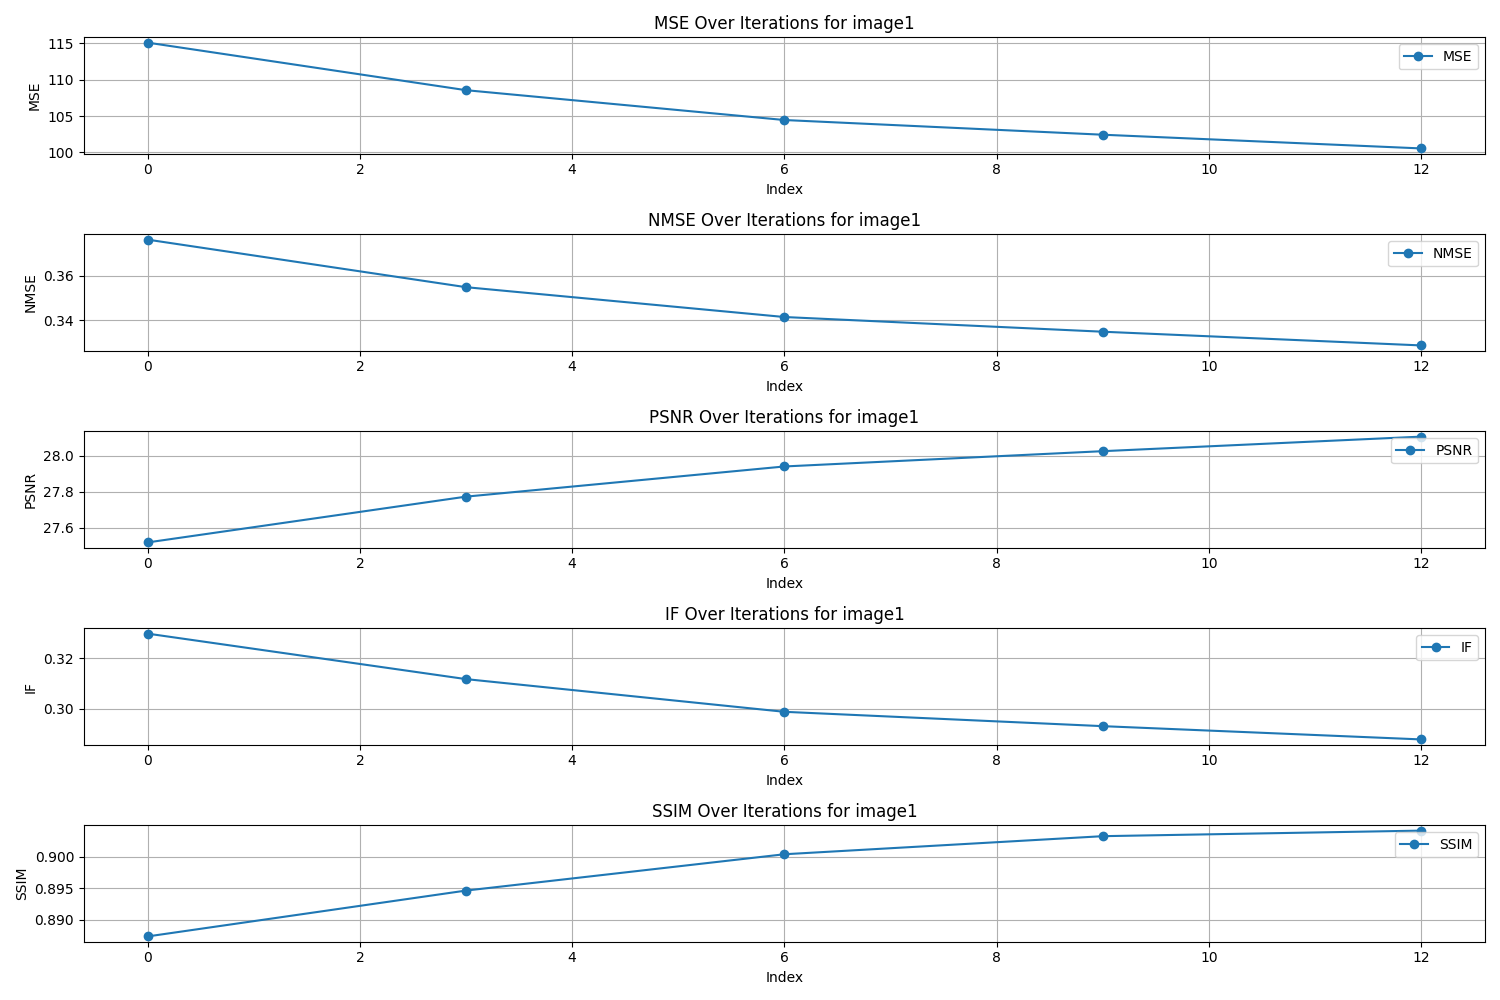 MSE Over Iterations for image1
115
110
105
100
MSE
MSE
0 2 4 6 8 10 12
Index
NMSE Over Iterations for image1
0.36
0.34
NMSE
NMSE
0 2 4 6 8 10 12
Index
PSNR Over Iterations for image1
28.0
27.8
27.6
PSNR
PSNR
0 2 4 6 8 10 12
Index
IF Over Iterations for image1
0.32
0.30
IF
IF
0 2 4 6 8 10 12
Index
SSIM Over Iterations for image1
0.900
0.895
0.890
SSIM
SSIM
0 2 4 6 8 10 12
Index